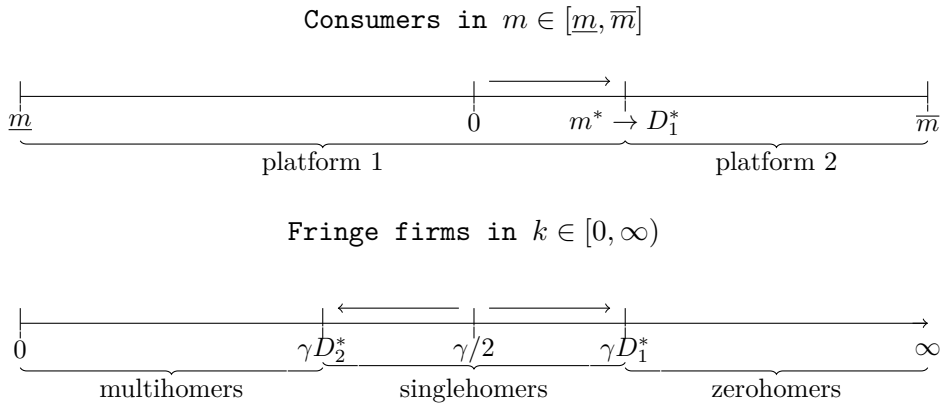 Consumers in m ∈ [m̲, m̅]
m̲ 0 m* → D₁* m̅
platform 1 platform 2
Fringe firms in k ∈ [0, ∞)
0 γD₂* γ/2 γD₁* ∞
multihomers singlehomers zerohomers